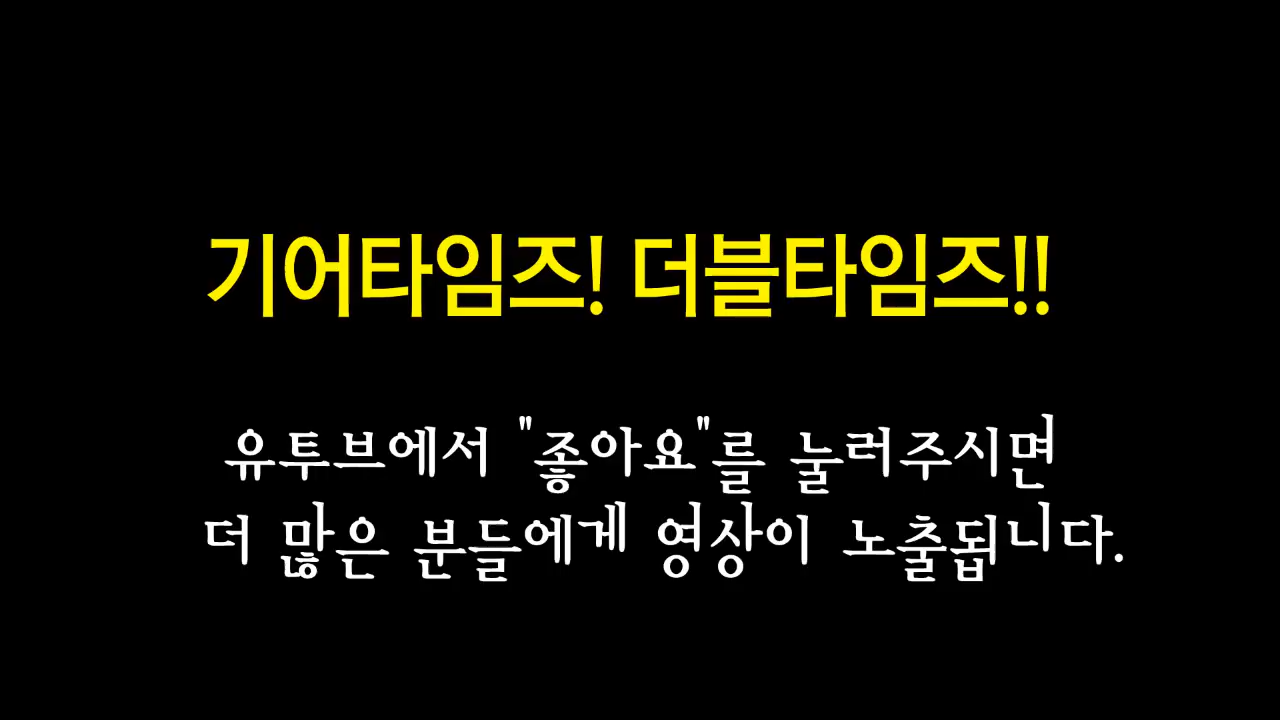 기어타임즈! 더블타임즈!!
유투브에서 "좋아요"를 눌러주시면
더 많은 분들에게 영상이 노출됩니다.